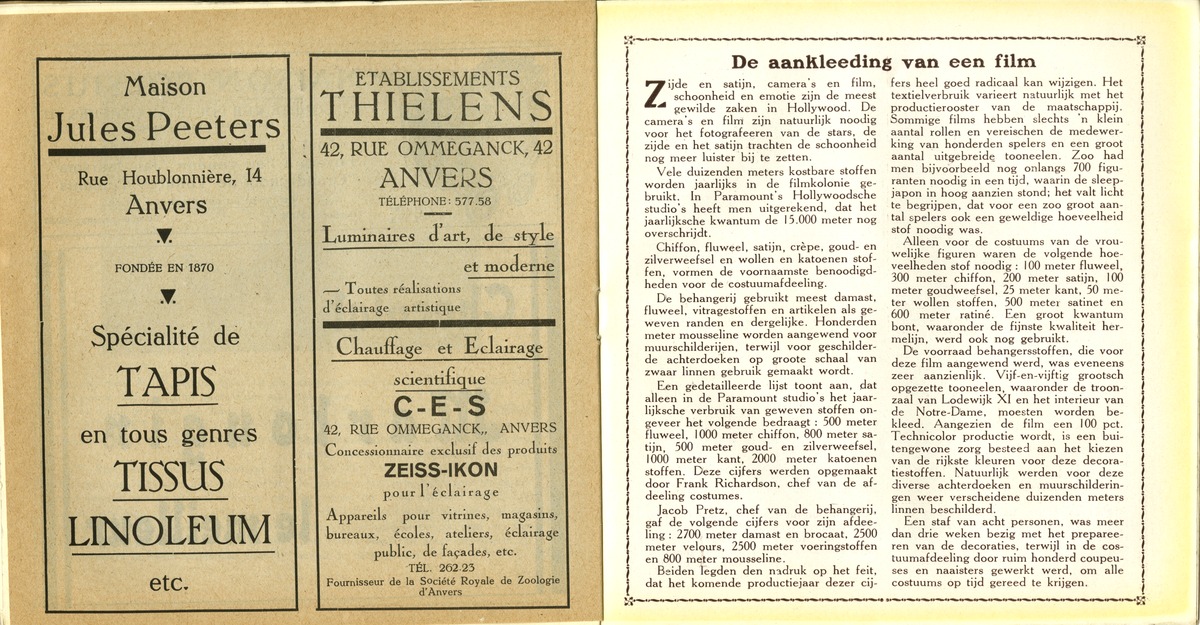 Maison
Jules Peeters
Rue Houblonnière, 14
Anvers
FONDÉE EN 1870
Spécialité de
TAPIS
en tous genres
TISSUS
LINOLEUM
etc.
ETABLISSEMENTS
THIELENS
42, RUE OMMEGANCK, 42
ANVERS
TÉLÉPHONE: 577.58
Luminaires d'art, de style
et moderne
— Toutes réalisations
d'éclairage artistique
Chauffage et Eclairage
scientifique
C-E-S
42, RUE OMMEGANCK,, ANVERS
Concessionnaire exclusif des produits
ZEISS-IKON
pour l'éclairage
Appareils pour vitrines, magasins,
bureaux, écoles, ateliers, éclairage
public, de façades, etc.
TÉL. 262.23
Fournisseur de la Société Royale de Zoologie
d'Anvers
De aankleeding van een film
Zijde en satijn, camera's en film,
schoonheid en emotie zijn de meest
gewilde zaken in Hollywood. De
camera's en film zijn natuurlijk noodig
voor het fotografeeren van de stars, de
zijde en het satijn trachten de schoonheid
nog meer luister bij te zetten.
Vele duizenden meters kostbare stoffen
worden jaarlijks in de filmkolonie ge-
bruikt. In Paramount's Hollywoodsche
studio's heeft men uitgerekend, dat het
jaarlijksche kwantum de 15.000 meter nog
overschrijdt.
Chiffon, fluweel, satijn, crèpe, goud- en
zilverweefsel en wollen en katoenen stof-
fen, vormen de voornaamste benoodigd-
heden voor de costuumafdeeling.
De behangerij gebruikt meest damast,
fluweel, vitragestoffen en artikelen als ge-
weven randen en dergelijke. Honderden
meter mousseline worden aangewend voor
muurschilderijen, terwijl voor geschilder-
de achterdoeken op groote schaal van
zwaar linnen gebruik gemaakt wordt.
Een gedetailleerde lijst toont aan, dat
alleen in de Paramount studio's het jaar-
lijksche verbruik van geweven stoffen on-
geveer het volgende bedraagt : 500 meter
fluweel, 1000 meter chiffon, 800 meter sa-
tijn, 500 meter goud- en zilverweefsel,
1000 meter kant, 2000 meter katoenen
stoffen. Deze cijfers werden opgemaakt
door Frank Richardson, chef van de af-
deeling costumes.
Jacob Pretz, chef van de behangerij,
gaf de volgende cijfers voor zijn afdee-
ling : 2700 meter damast en brocaat, 2500
meter velours, 2500 meter voeringstoffen
en 800 meter mousseline.
Beiden legden den nadruk op het feit,
dat het komende productiejaar dezer cij-
fers heel goed radicaal kan wijzigen. Het
textielverbruik varieert natuurlijk met het
productierooster van de maatschappij.
Sommige films hebben slechts 'n klein
aantal rollen en vereischen de medewer-
king van honderden spelers en een groot
aantal uitgebreide tooneelen. Zoo had
men bijvoorbeeld nog onlangs 700 figu-
ranten noodig in een tijd, waarin de sleep-
japon in hoog aanzien stond; het valt licht
te begrijpen, dat voor een zoo groot aan-
tal spelers ook een geweldige hoeveelheid
stof noodig was.
Alleen voor de costuums van de vrou-
welijke figuren waren de volgende hoe-
veelheden stof noodig : 100 meter fluweel,
300 meter chiffon, 200 meter satijn, 100
meter goudweefsel, 25 meter kant, 50 me-
ter wollen stoffen, 500 meter satinet en
600 meter ratiné. Een groot kwantum
bont, waaronder de fijnste kwaliteit her-
melijn, werd ook nog gebruikt.
De voorraad behangersstoffen, die voor
deze film aangewend werd, was eveneens
zeer aanzienlijk. Vijf-en-vijftig grootsch
opgezette tooneelen, waaronder de troon-
zaal van Lodewijk XI en het interieur van
de Notre-Dame, moesten worden be-
kleed. Aangezien de film een 100 pct.
Technicolor productie wordt, is een bui-
tengewone zorg besteed aan het kiezen
van de rijkste kleuren voor deze decora-
tiestoffen. Natuurlijk werden voor deze
diverse achterdoeken en muurschilderin-
gen weer verscheidene duizenden meters
linnen beschilderd.
Een staf van acht personen, was meer
dan drie weken bezig met het prepareee-
ren van de decoraties, terwijl in de cos-
tuumafdeeling door ruim honderd coupeu-
ses en naaisters gewerkt werd, om alle
costuums op tijd gereed te krijgen.